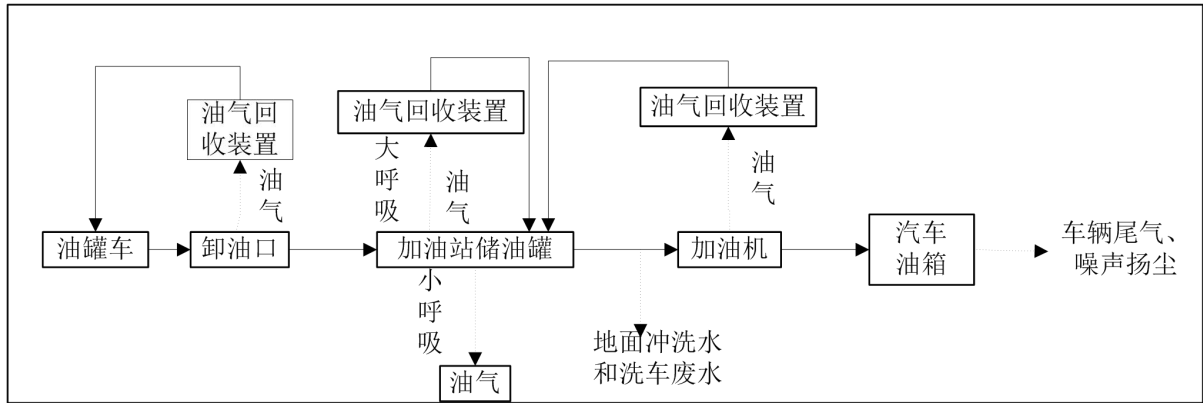 油气回
收装置
油气回收装置
油气回收装置
油气
大呼吸
油气
油气
油罐车
卸油口
加油站储油罐
加油机
汽车
油箱
车辆尾气、
噪声扬尘
小呼吸
油气
地面冲洗水
和洗车废水